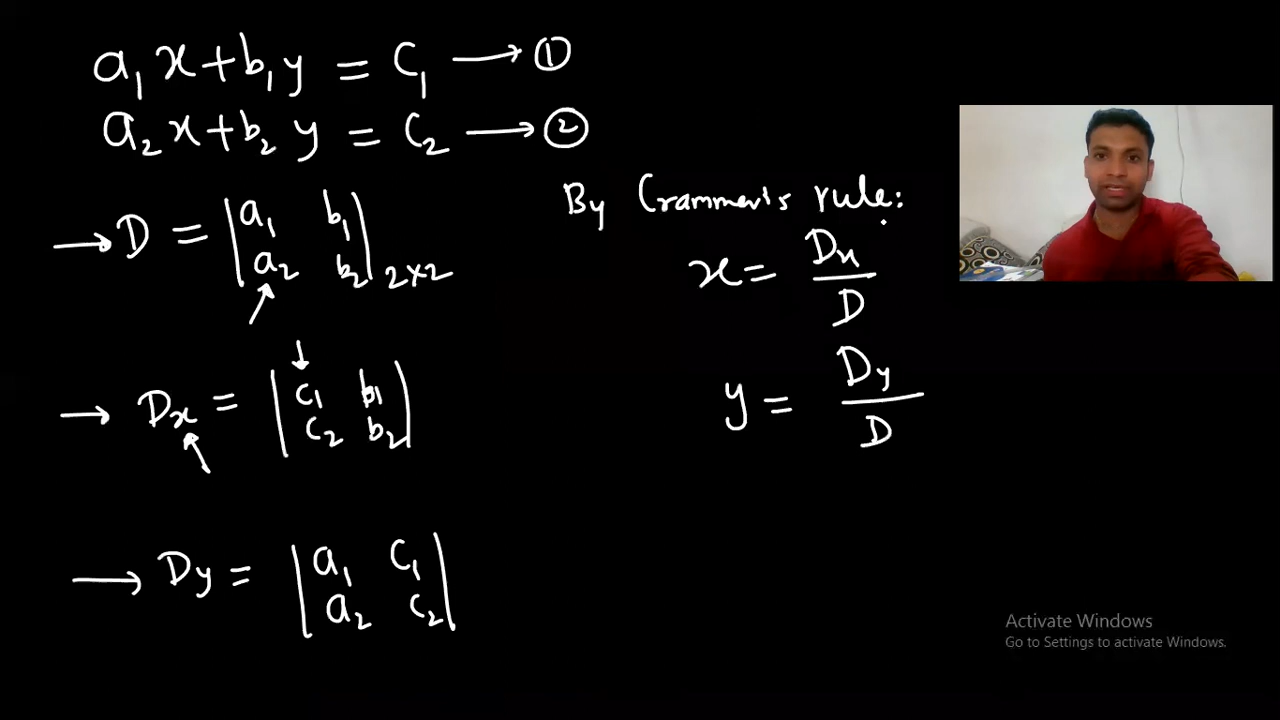 a₁x+b₁y = c₁ → ①
a₂x+b₂y = c₂ → ②
→ D = |a₁ b₁|
|a₂ b₂| 2×2
By Crammer's rule:
x = Dx/D
→ Dx = |c₁ b₁|
|c₂ b₂|
y = Dy/D
→ Dy = |a₁ c₁|
|a₂ c₂|
Activate Windows
Go to Settings to activate Windows.